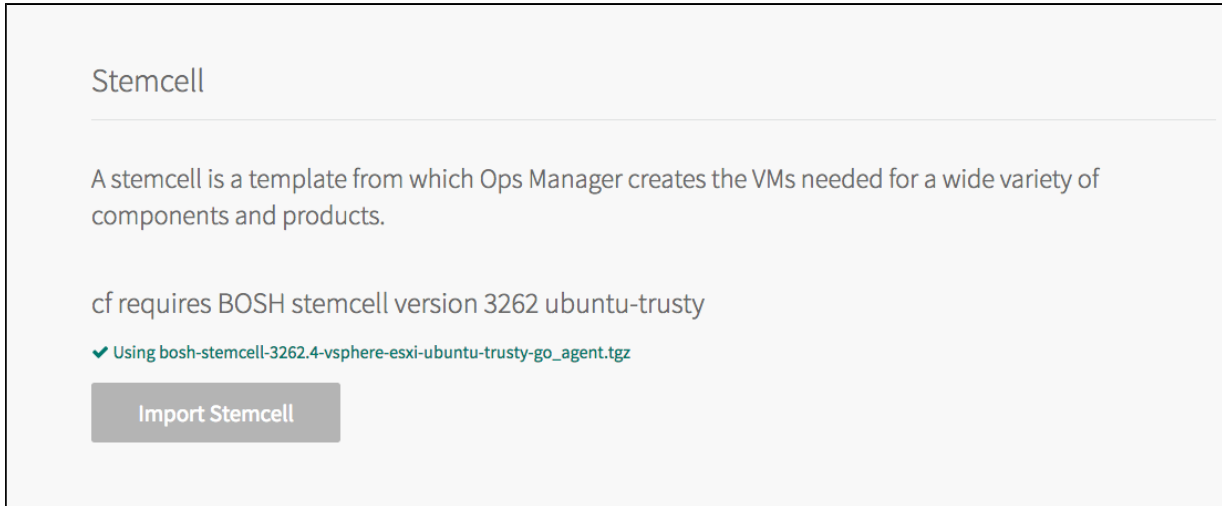 Stemcell
A stemcell is a template from which Ops Manager creates the VMs needed for a wide variety of
components and products.
cf requires BOSH stemcell version 3262 ubuntu-trusty
✔ Using bosh-stemcell-3262.4-vsphere-esxi-ubuntu-trusty-go_agent.tgz
Import Stemcell